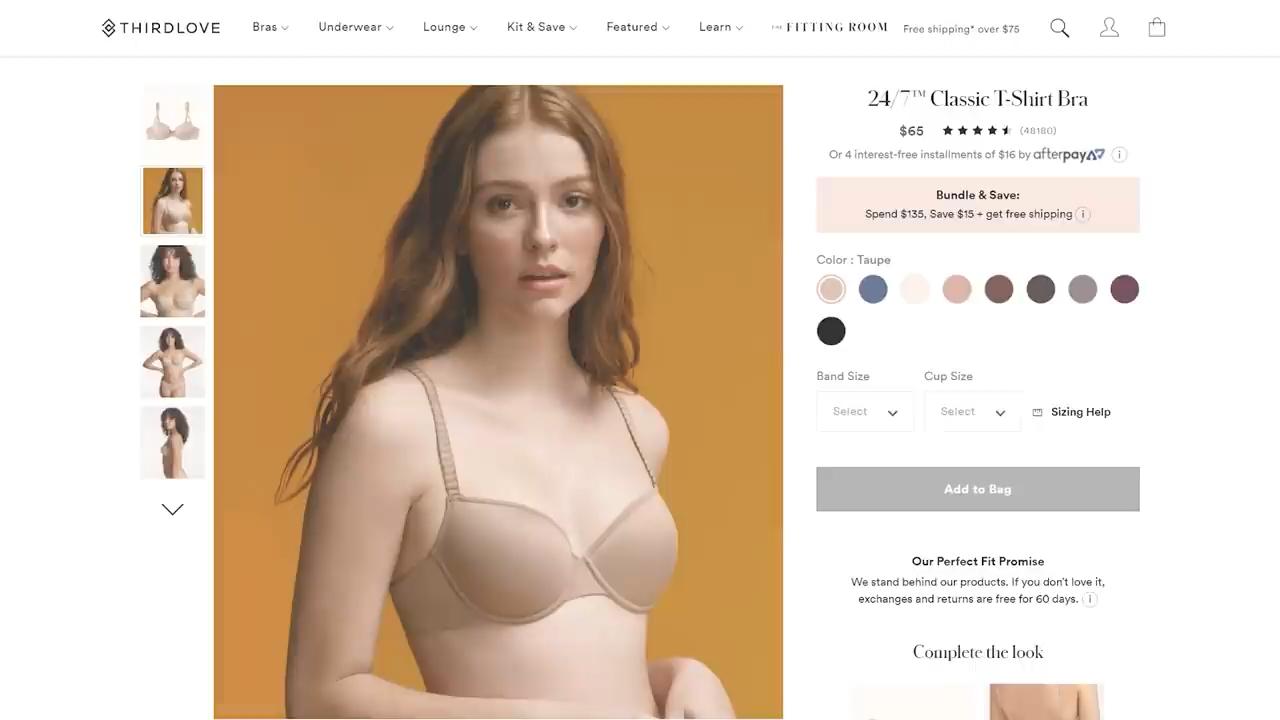 THIRDLOVE Bras Underwear Lounge Kit & Save Featured Learn THE FITTING ROOM Free shipping* over $75
24/7™ Classic T-Shirt Bra
$65 (48180)
Or 4 interest-free installments of $16 by afterpay i
Bundle & Save:
Spend $135, Save $15 + get free shipping i
Color : Taupe
Band Size Cup Size
Select Select Sizing Help
Add to Bag
Our Perfect Fit Promise
We stand behind our products. If you don't love it,
exchanges and returns are free for 60 days. i
Complete the look